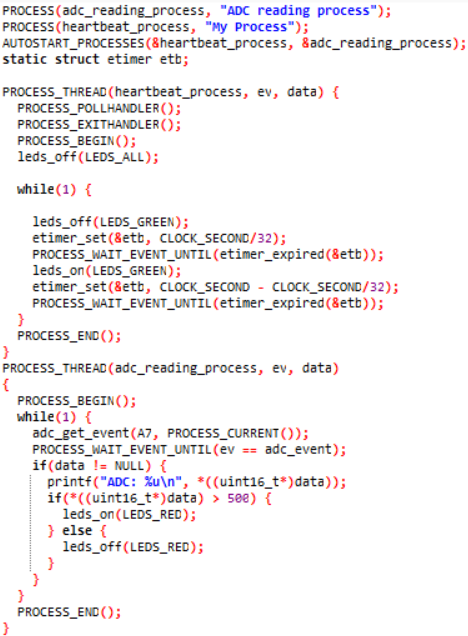 PROCESS(adc_reading_process, "ADC reading process");
PROCESS(heartbeat_process, "My Process");
AUTOSTART_PROCESSES(&heartbeat_process, &adc_reading_process);
static struct etimer etb;
PROCESS_THREAD(heartbeat_process, ev, data) {
PROCESS_POLLHANDLER();
PROCESS_EXITHANDLER();
PROCESS_BEGIN();
leds_off(LEDS_ALL);
while(1) {
leds_off(LEDS_GREEN);
etimer_set(&etb, CLOCK_SECOND/32);
PROCESS_WAIT_EVENT_UNTIL(etimer_expired(&etb));
leds_on(LEDS_GREEN);
etimer_set(&etb, CLOCK_SECOND - CLOCK_SECOND/32);
PROCESS_WAIT_EVENT_UNTIL(etimer_expired(&etb));
}
PROCESS_END();
}
PROCESS_THREAD(adc_reading_process, ev, data)
{
PROCESS_BEGIN();
while(1) {
adc_get_event(A7, PROCESS_CURRENT());
PROCESS_WAIT_EVENT_UNTIL(ev == adc_event);
if(data != NULL) {
printf("ADC: %u\n", *((uint16_t*)data));
if(*((uint16_t*)data) > 500) {
leds_on(LEDS_RED);
} else {
leds_off(LEDS_RED);
}
}
}
PROCESS_END();
}